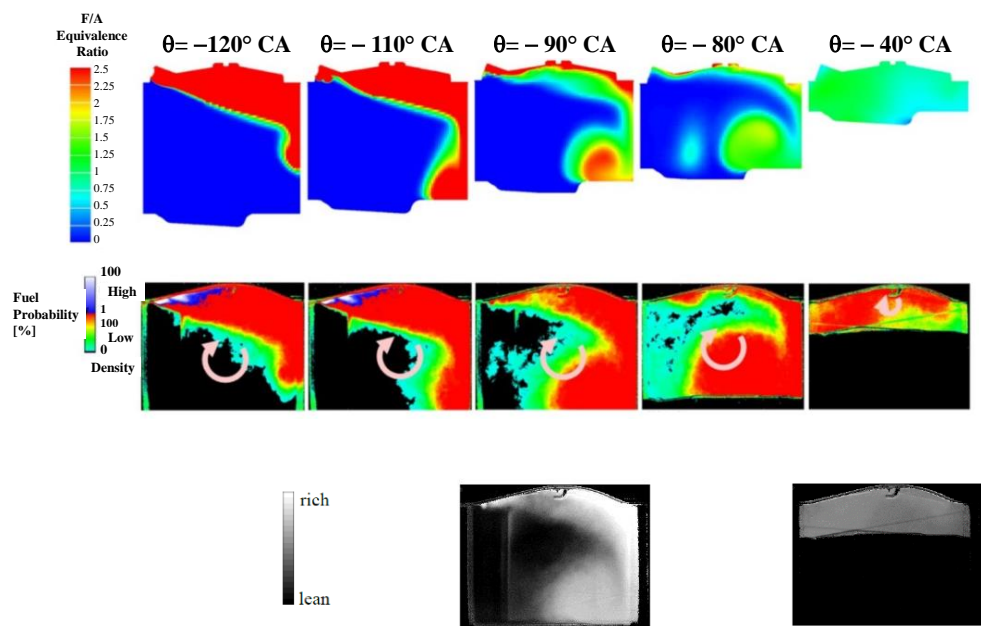 F/A
Equivalence
Ratio
θ= −120° CA
θ= − 110° CA
θ= − 90° CA
θ= − 80° CA
θ= − 40° CA
2.5
2
1.75
1.5
1.25
1
0.75
0.5
0.25
0
Fuel
Probability
[%]
100
High
1
100
Low
0
Density
rich
lean